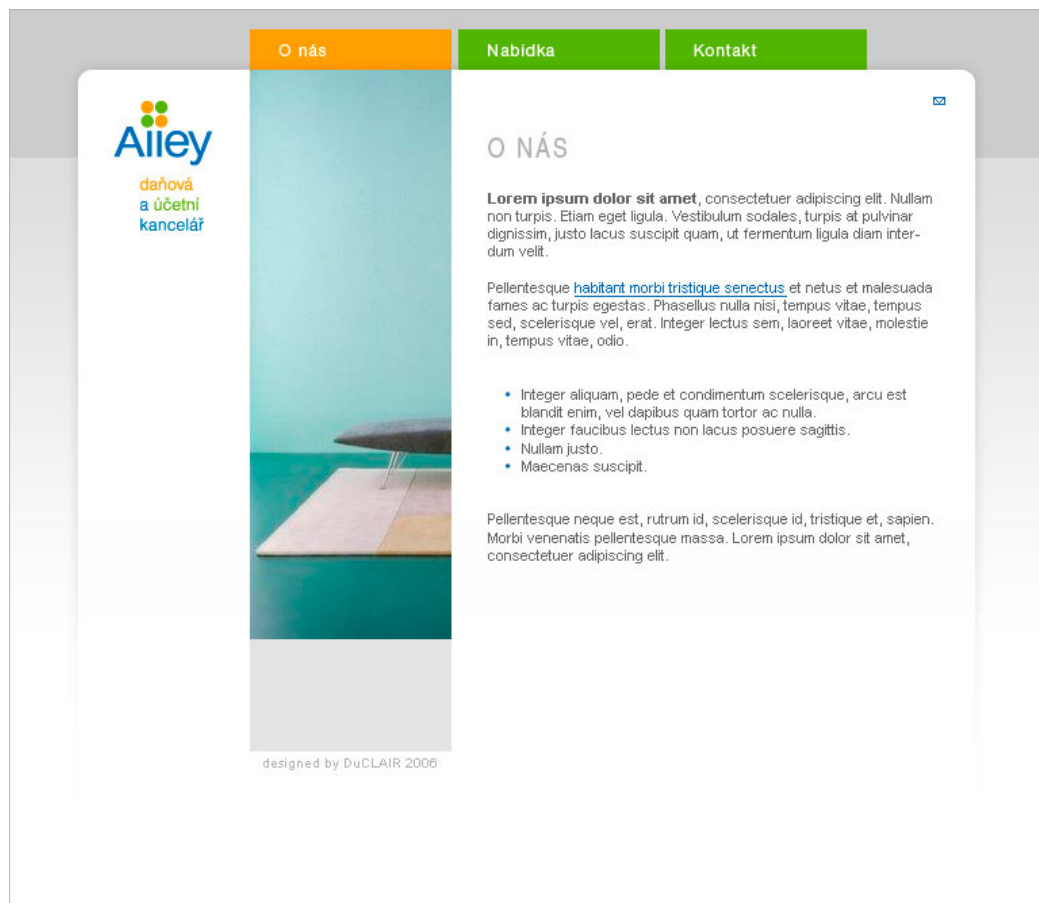 O nás
Nabídka
Kontakt
Alley
daňová
a účetní
kancelář
O NÁS
Lorem ipsum dolor sit amet, consectetuer adipiscing elit. Nullam
non turpis. Etiam eget ligula. Vestibulum sodales, turpis at pulvinar
dignissim, justo lacus suscipit quam, ut fermentum ligula diam inter-
dum velit.
Pellentesque habitant morbi tristique senectus et netus et malesuada
fames ac turpis egestas. Phasellus nulla nisi, tempus vitae, tempus
sed, scelerisque vel, erat. Integer lectus sem, laoreet vitae, molestie
in, tempus vitae, odio.
• Integer aliquam, pede et condimentum scelerisque, arcu est
blandit enim, vel dapibus quam tortor ac nulla.
• Integer faucibus lectus non lacus posuere sagittis.
• Nullam justo.
• Maecenas suscipit.
Pellentesque neque est, rutrum id, scelerisque id, tristique et, sapien.
Morbi venenatis pellentesque massa. Lorem ipsum dolor sit amet,
consectetuer adipiscing elit.
designed by DuCLAIR 2006